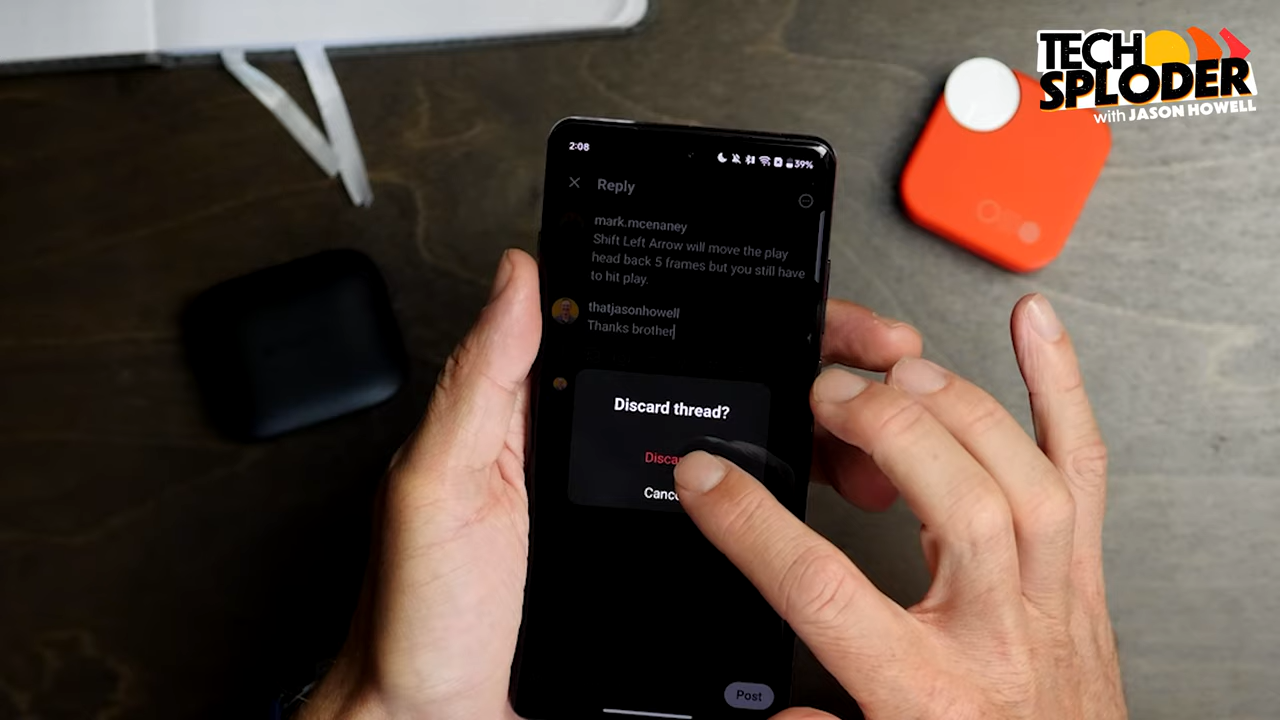 TECH
SPLODER
with JASON HOWELL
2:08
39%
Reply
mark.mcenaney
Shift Left Arrow will move the play
head back 5 frames but you still have
to hit play.
thatjasonhowell
Thanks brother
Discard thread?
Post